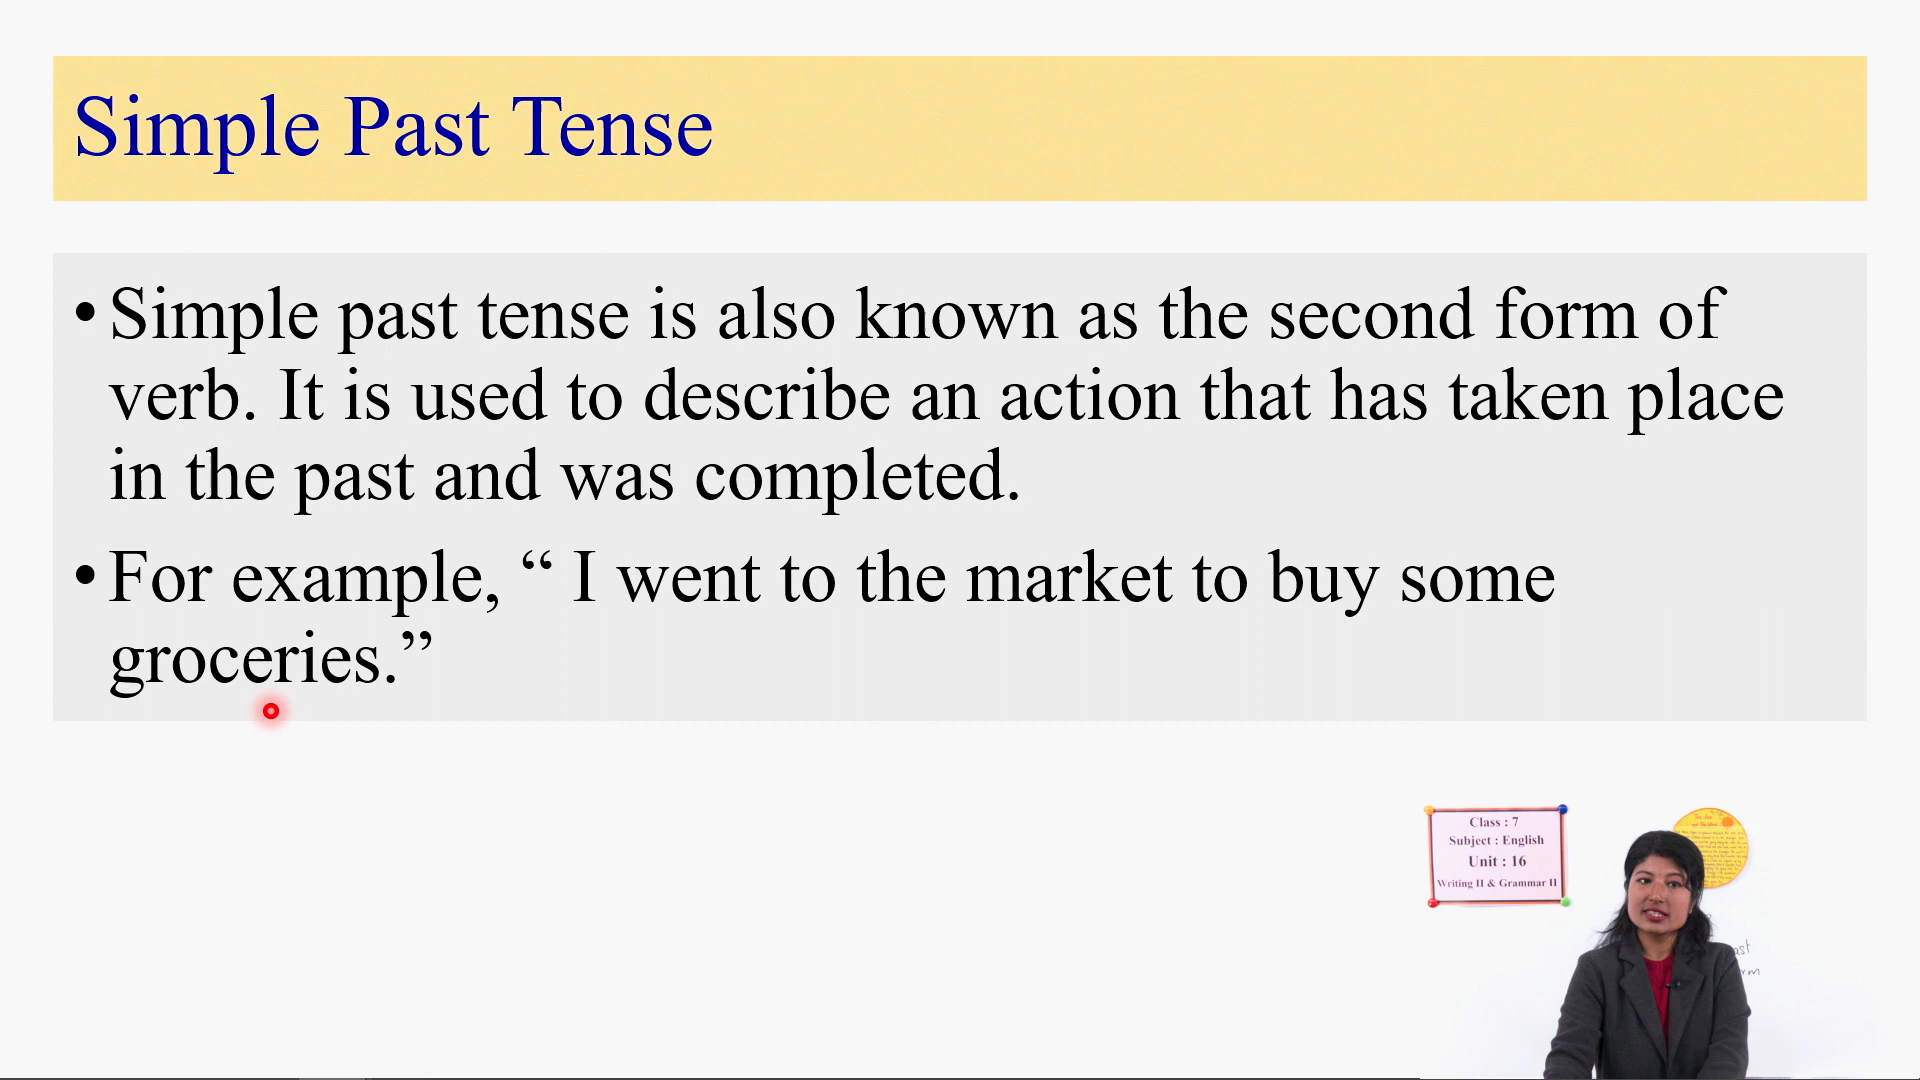 Simple Past Tense
• Simple past tense is also known as the second form of
verb. It is used to describe an action that has taken place
in the past and was completed.
• For example, “ I went to the market to buy some
groceries.”
Class : 7
Subject : English
Unit : 16
Writing II & Grammar II